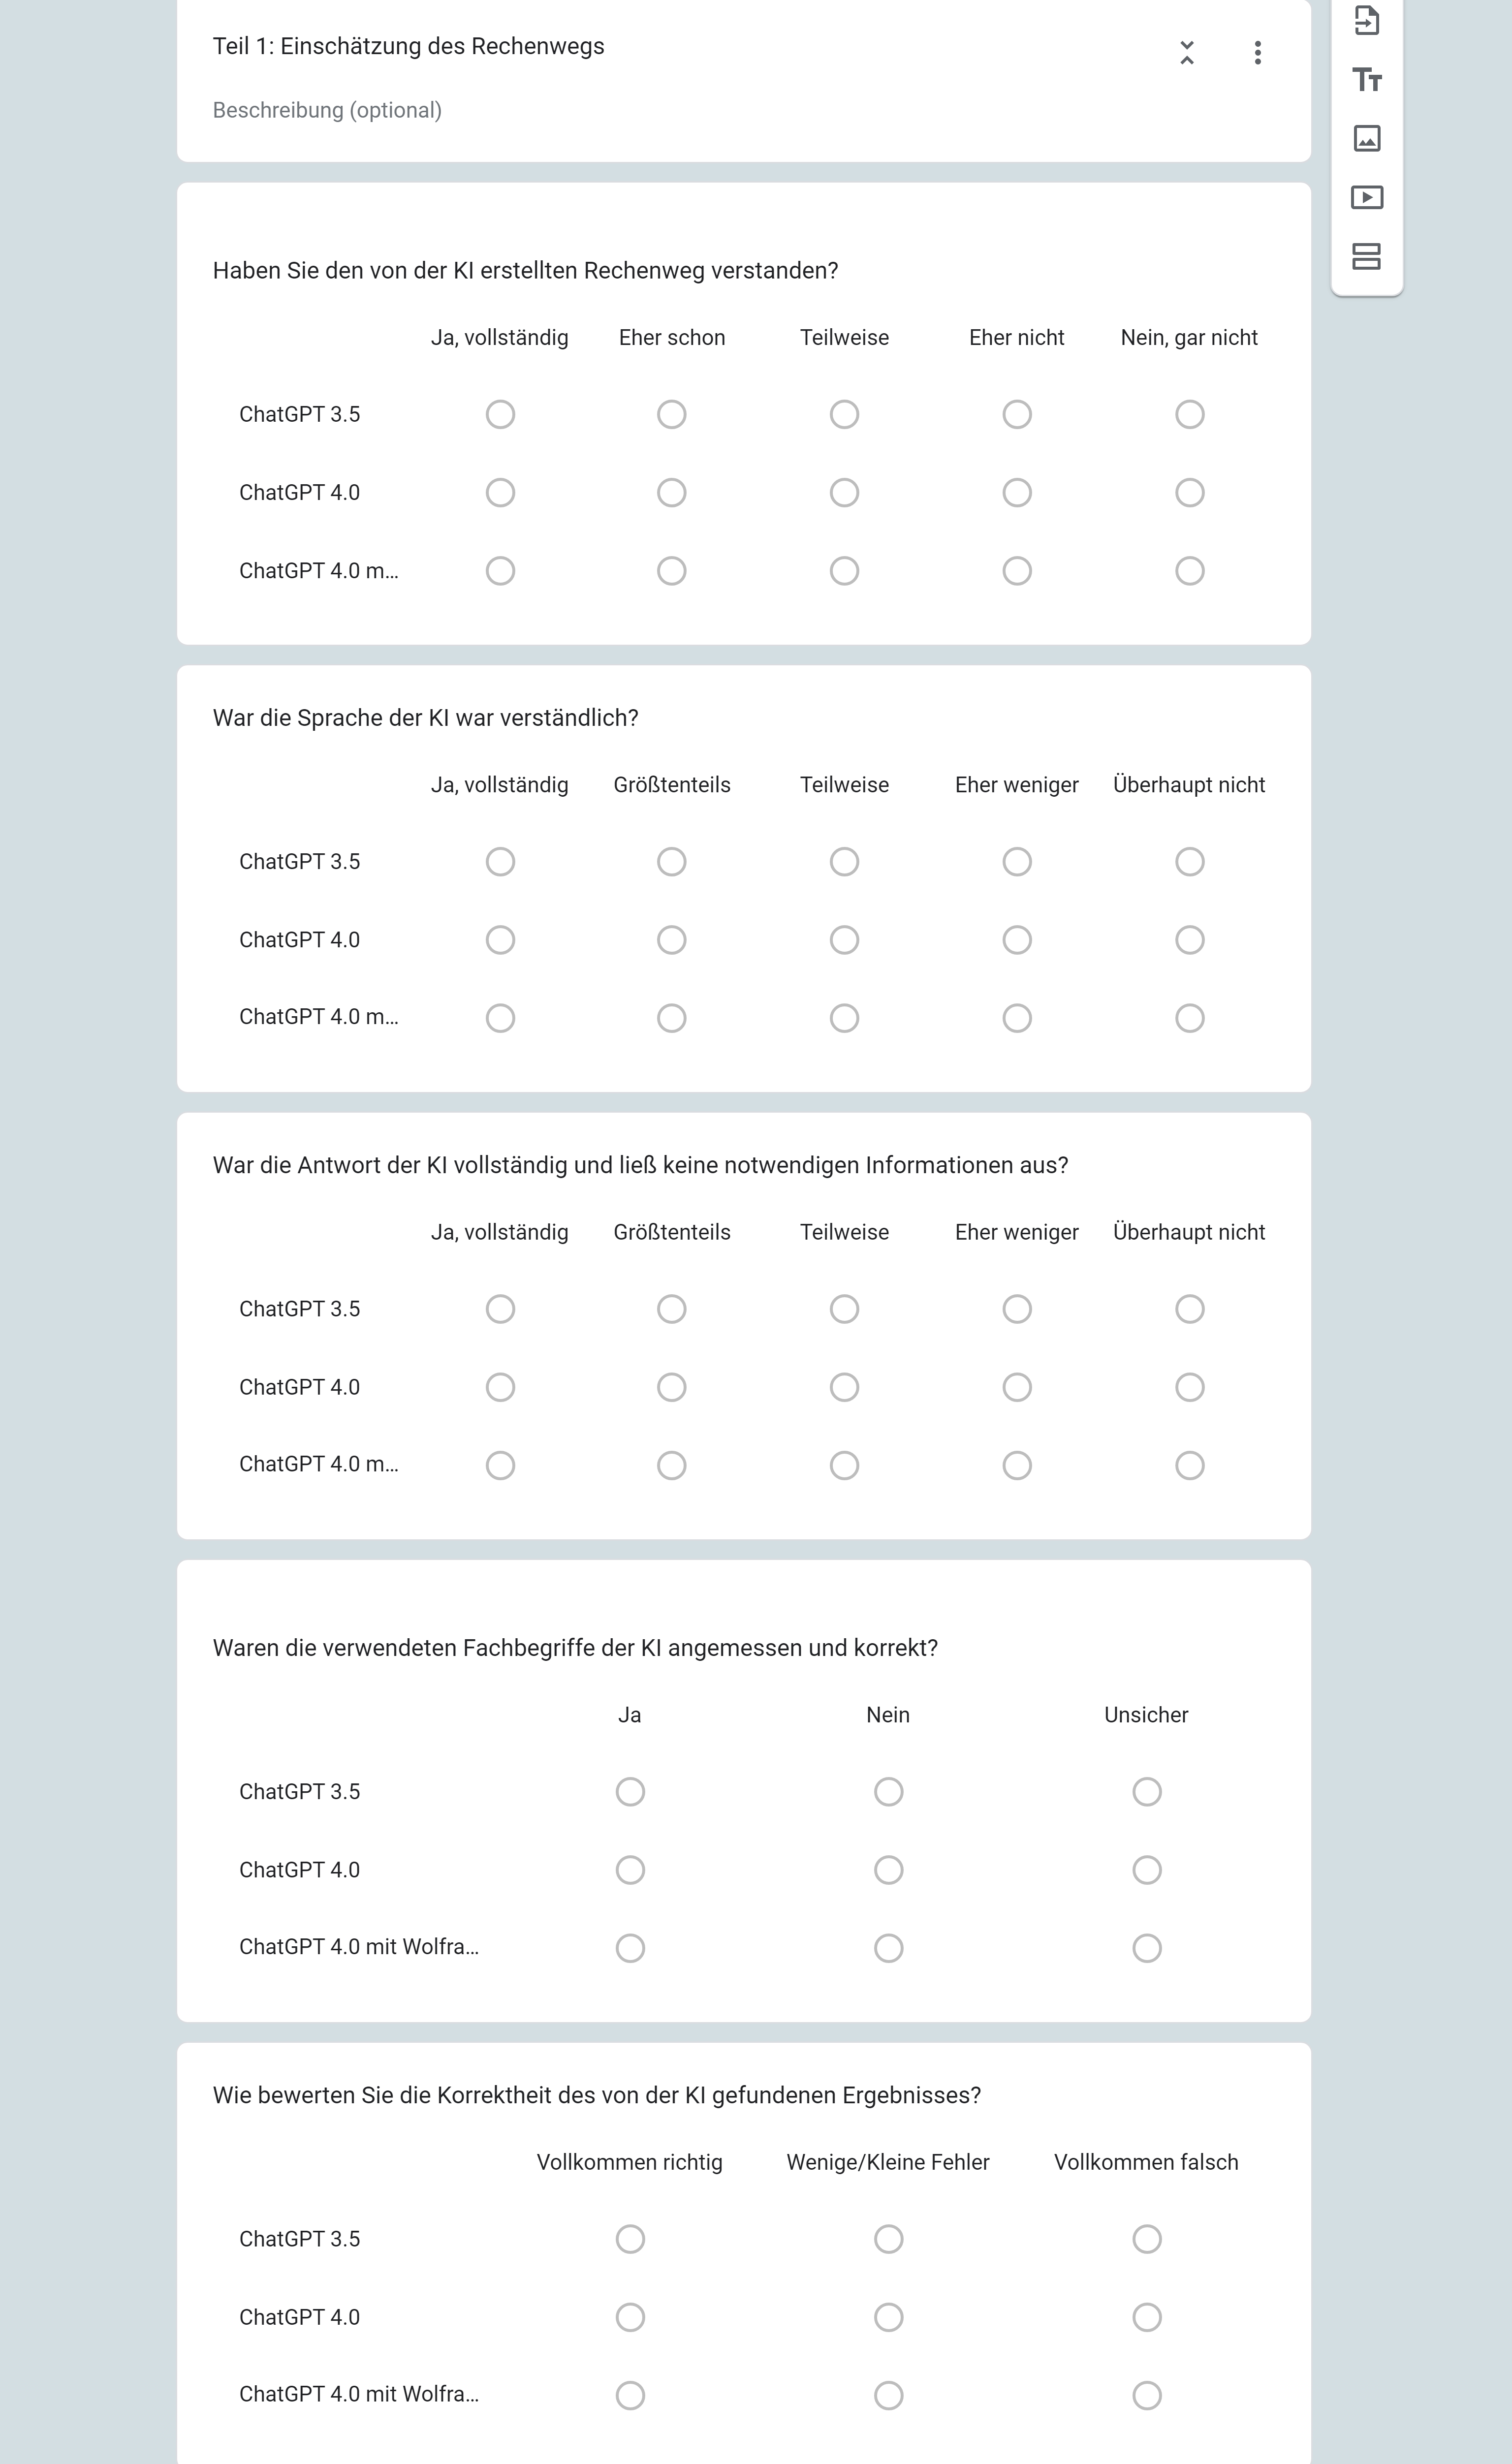 Teil 1: Einschätzung des Rechenwegs
Beschreibung (optional)
Haben Sie den von der KI erstellten Rechenweg verstanden?
Ja, vollständig Eher schon Teilweise Eher nicht Nein, gar nicht
ChatGPT 3.5
ChatGPT 4.0
ChatGPT 4.0 m...
War die Sprache der KI war verständlich?
Ja, vollständig Größtenteils Teilweise Eher weniger Überhaupt nicht
ChatGPT 3.5
ChatGPT 4.0
ChatGPT 4.0 m...
War die Antwort der KI vollständig und ließ keine notwendigen Informationen aus?
Ja, vollständig Größtenteils Teilweise Eher weniger Überhaupt nicht
ChatGPT 3.5
ChatGPT 4.0
ChatGPT 4.0 m...
Waren die verwendeten Fachbegriffe der KI angemessen und korrekt?
Ja Nein Unsicher
ChatGPT 3.5
ChatGPT 4.0
ChatGPT 4.0 mit Wolfra...
Wie bewerten Sie die Korrektheit des von der KI gefundenen Ergebnisses?
Vollkommen richtig Wenige/Kleine Fehler Vollkommen falsch
ChatGPT 3.5
ChatGPT 4.0
ChatGPT 4.0 mit Wolfra...